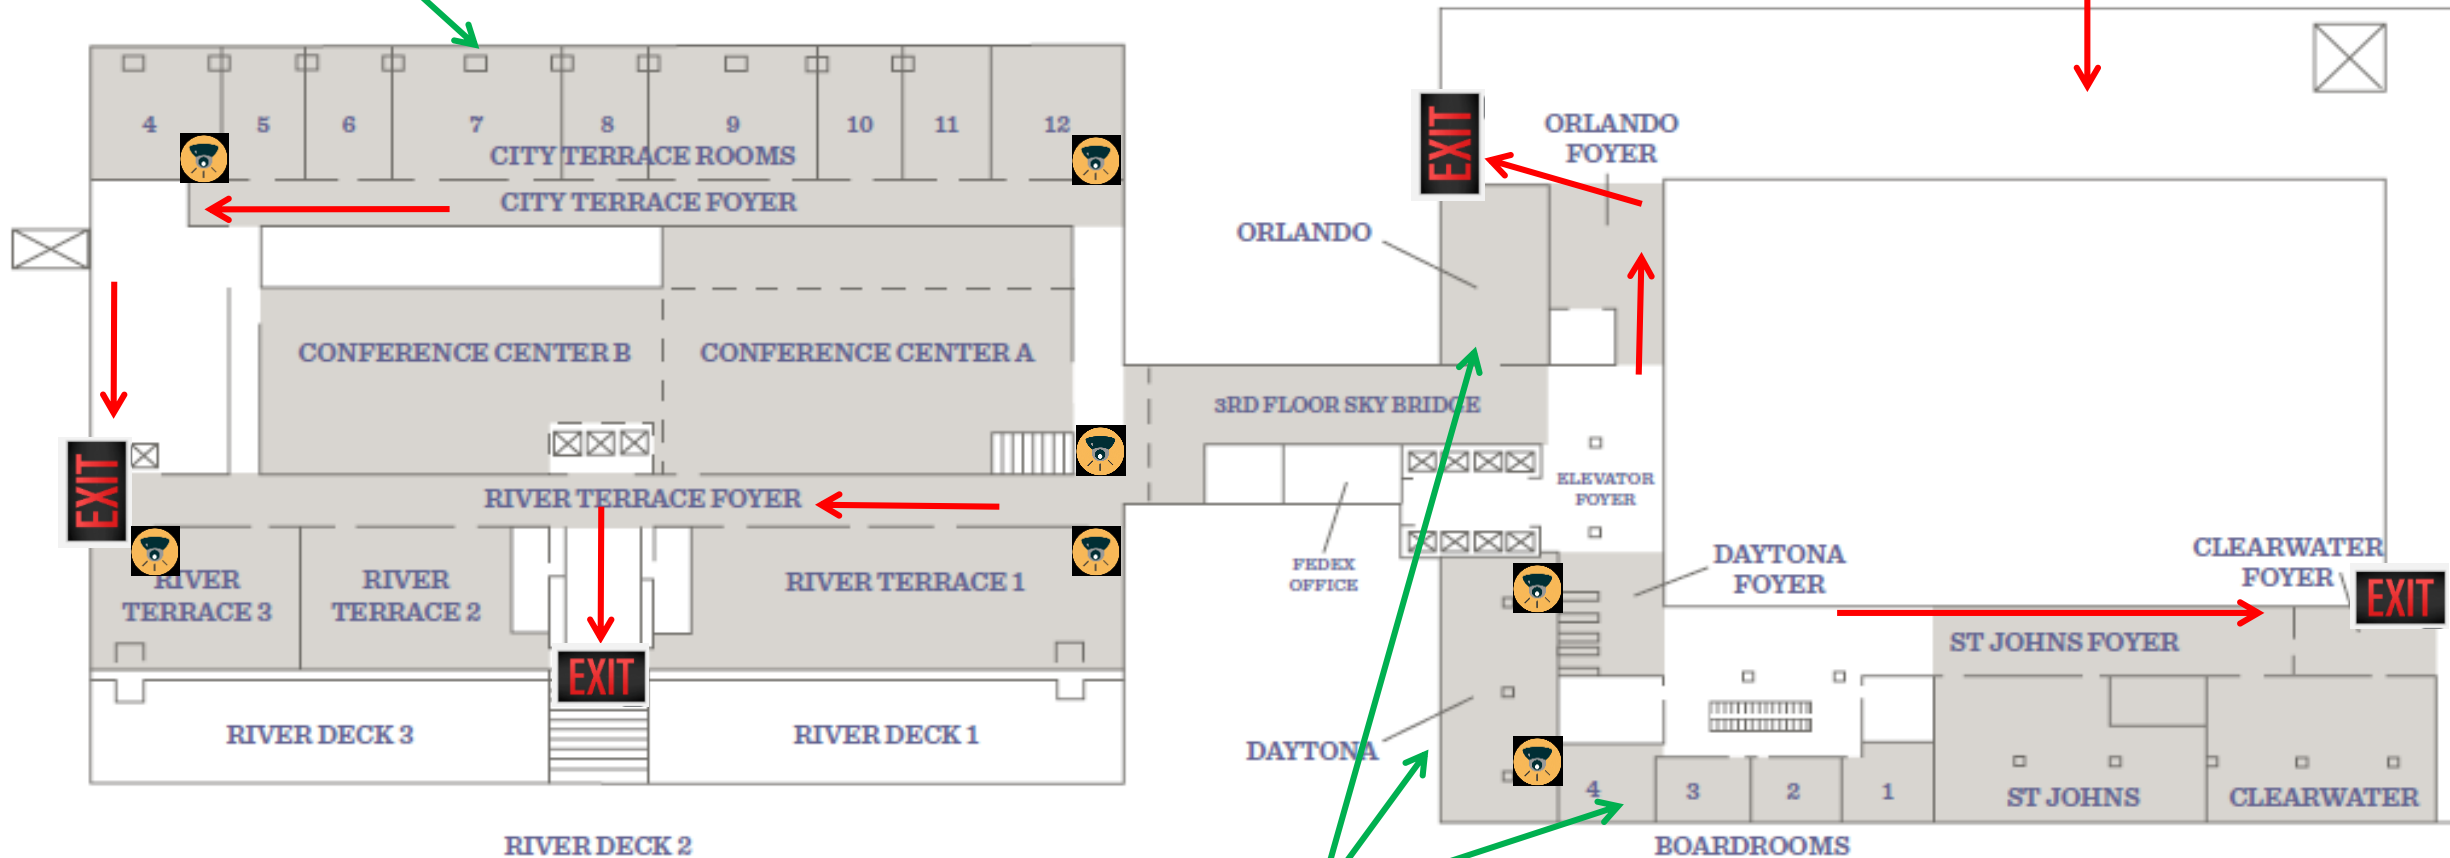 4
5
6
7
8
9
10
11
12
CITY TERRACE ROOMS
CITY TERRACE FOYER
CONFERENCE CENTER B
CONFERENCE CENTER A
EXIT
RIVER TERRACE FOYER
RIVER
TERRACE 3
RIVER
TERRACE 2
RIVER TERRACE 1
EXIT
RIVER DECK 3
RIVER DECK 1
RIVER DECK 2
EXIT
ORLANDO
FOYER
ORLANDO
3RD FLOOR SKY BRIDGE
ELEVATOR
FOYER
FEDEX
OFFICE
DAYTONA
FOYER
CLEARWATER
FOYER
EXIT
ST JOHNS FOYER
DAYTONA
4
3
2
1
ST JOHNS
CLEARWATER
BOARDROOMS